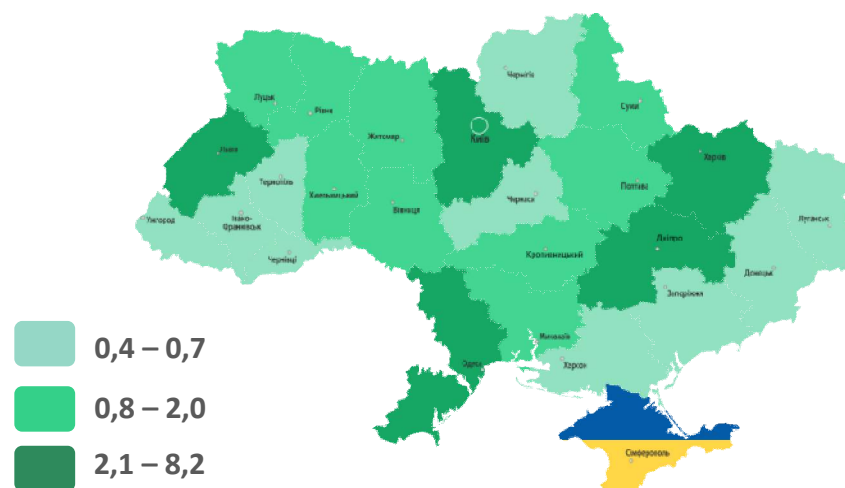 Чернігів
Луцьк
Рівне
Суми
Житомир
Київ
Львів
Харків
Тернопіль
Хмельницький
Полтава
Черкаси
Вінниця
Ужгород
Івано-
Франківськ
Луганськ
Дніпро
Кропивницький
Чернівці
Донецьк
Запоріжжя
Миколаїв
Одеса
Херсон
Сімферополь
0,4 – 0,7
0,8 – 2,0
2,1 – 8,2